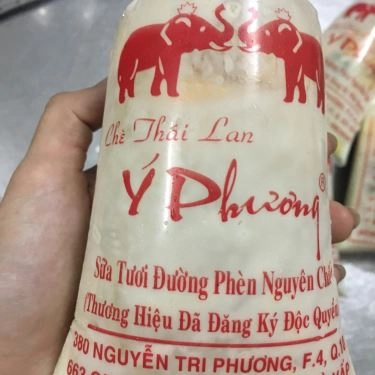 Chè Thái Lan
Ý Phương®
Sữa Tươi Đường Phèn Nguyên
(Thương Hiệu Đã Đăng Ký Độc Quyền
380 NGUYỄN TRI PHƯƠNG, F.4, Q.10